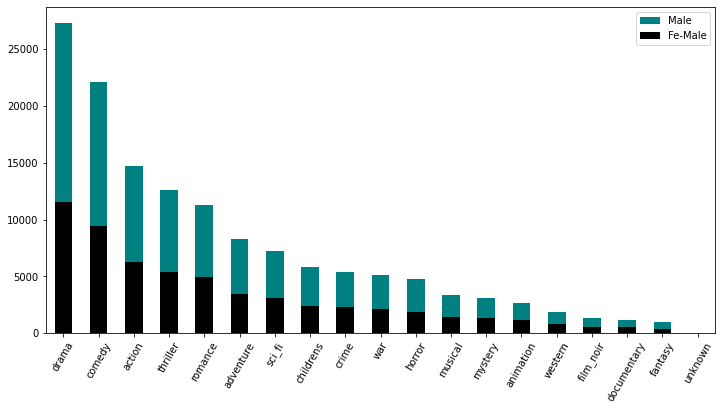 Male
Fe-Male
25000
20000
15000
10000
5000
0
drama
comedy
action
thriller
romance
adventure
sci_fi
childrens
crime
war
horror
musical
mystery
animation
western
film_noir
documentary
fantasy
unknown